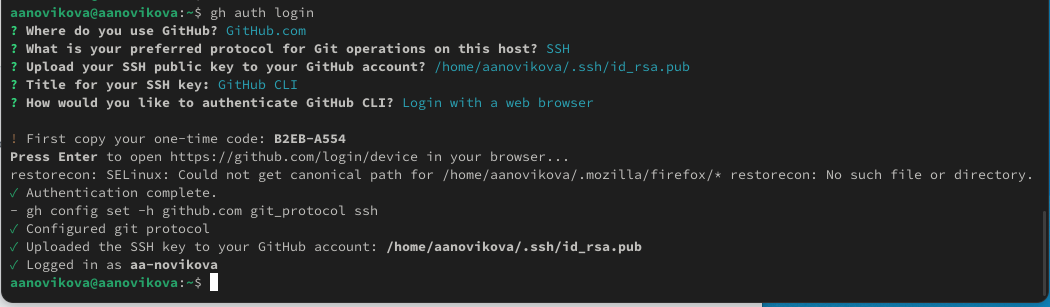 aanovikova@aanovikova:~$ gh auth login
? Where do you use GitHub? GitHub.com
? What is your preferred protocol for Git operations on this host? SSH
? Upload your SSH public key to your GitHub account? /home/aanovikova/.ssh/id_rsa.pub
? Title for your SSH key: GitHub CLI
? How would you like to authenticate GitHub CLI? Login with a web browser
! First copy your one-time code: B2EB-A554
Press Enter to open https://github.com/login/device in your browser...
restorecon: SELinux: Could not get canonical path for /home/aanovikova/.mozilla/firefox/* restorecon: No such file or directory.
✓ Authentication complete.
- gh config set -h github.com git_protocol ssh
✓ Configured git protocol
✓ Uploaded the SSH key to your GitHub account: /home/aanovikova/.ssh/id_rsa.pub
✓ Logged in as aa-novikova
aanovikova@aanovikova:~$